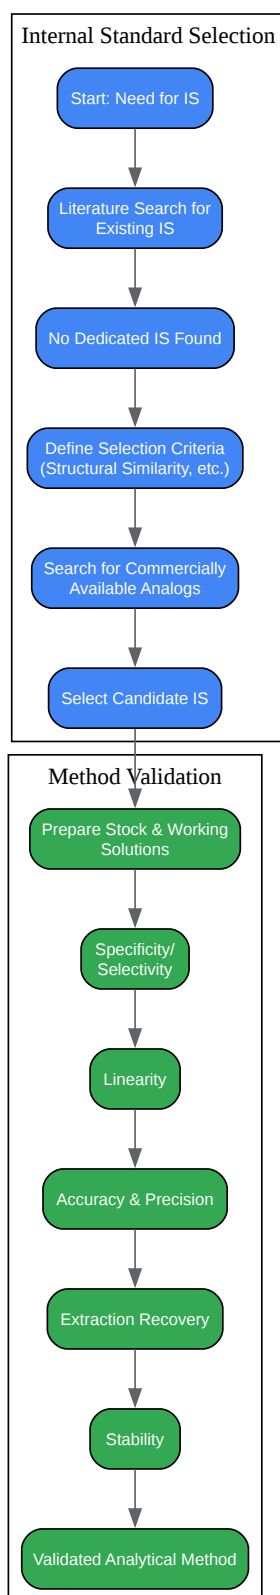 Internal Standard Selection
Start: Need for IS
Literature Search for
Existing IS
No Dedicated IS Found
Define Selection Criteria
(Structural Similarity, etc.)
Search for Commercially
Available Analogs
Select Candidate IS
Method Validation
Prepare Stock & Working
Solutions
Specificity/
Selectivity
Linearity
Accuracy & Precision
Extraction Recovery
Stability
Validated Analytical Method